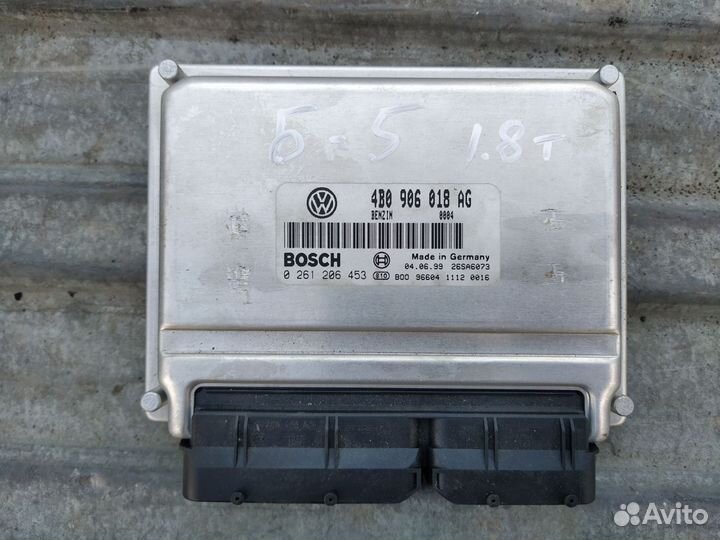 Б-5 1.8т
4B0 906 018 AG
BENZIN 0004
BOSCH
Made in Germany
04.06.99 26SA6073
0 261 206 453
BOO 96604 1112 0016
Avito